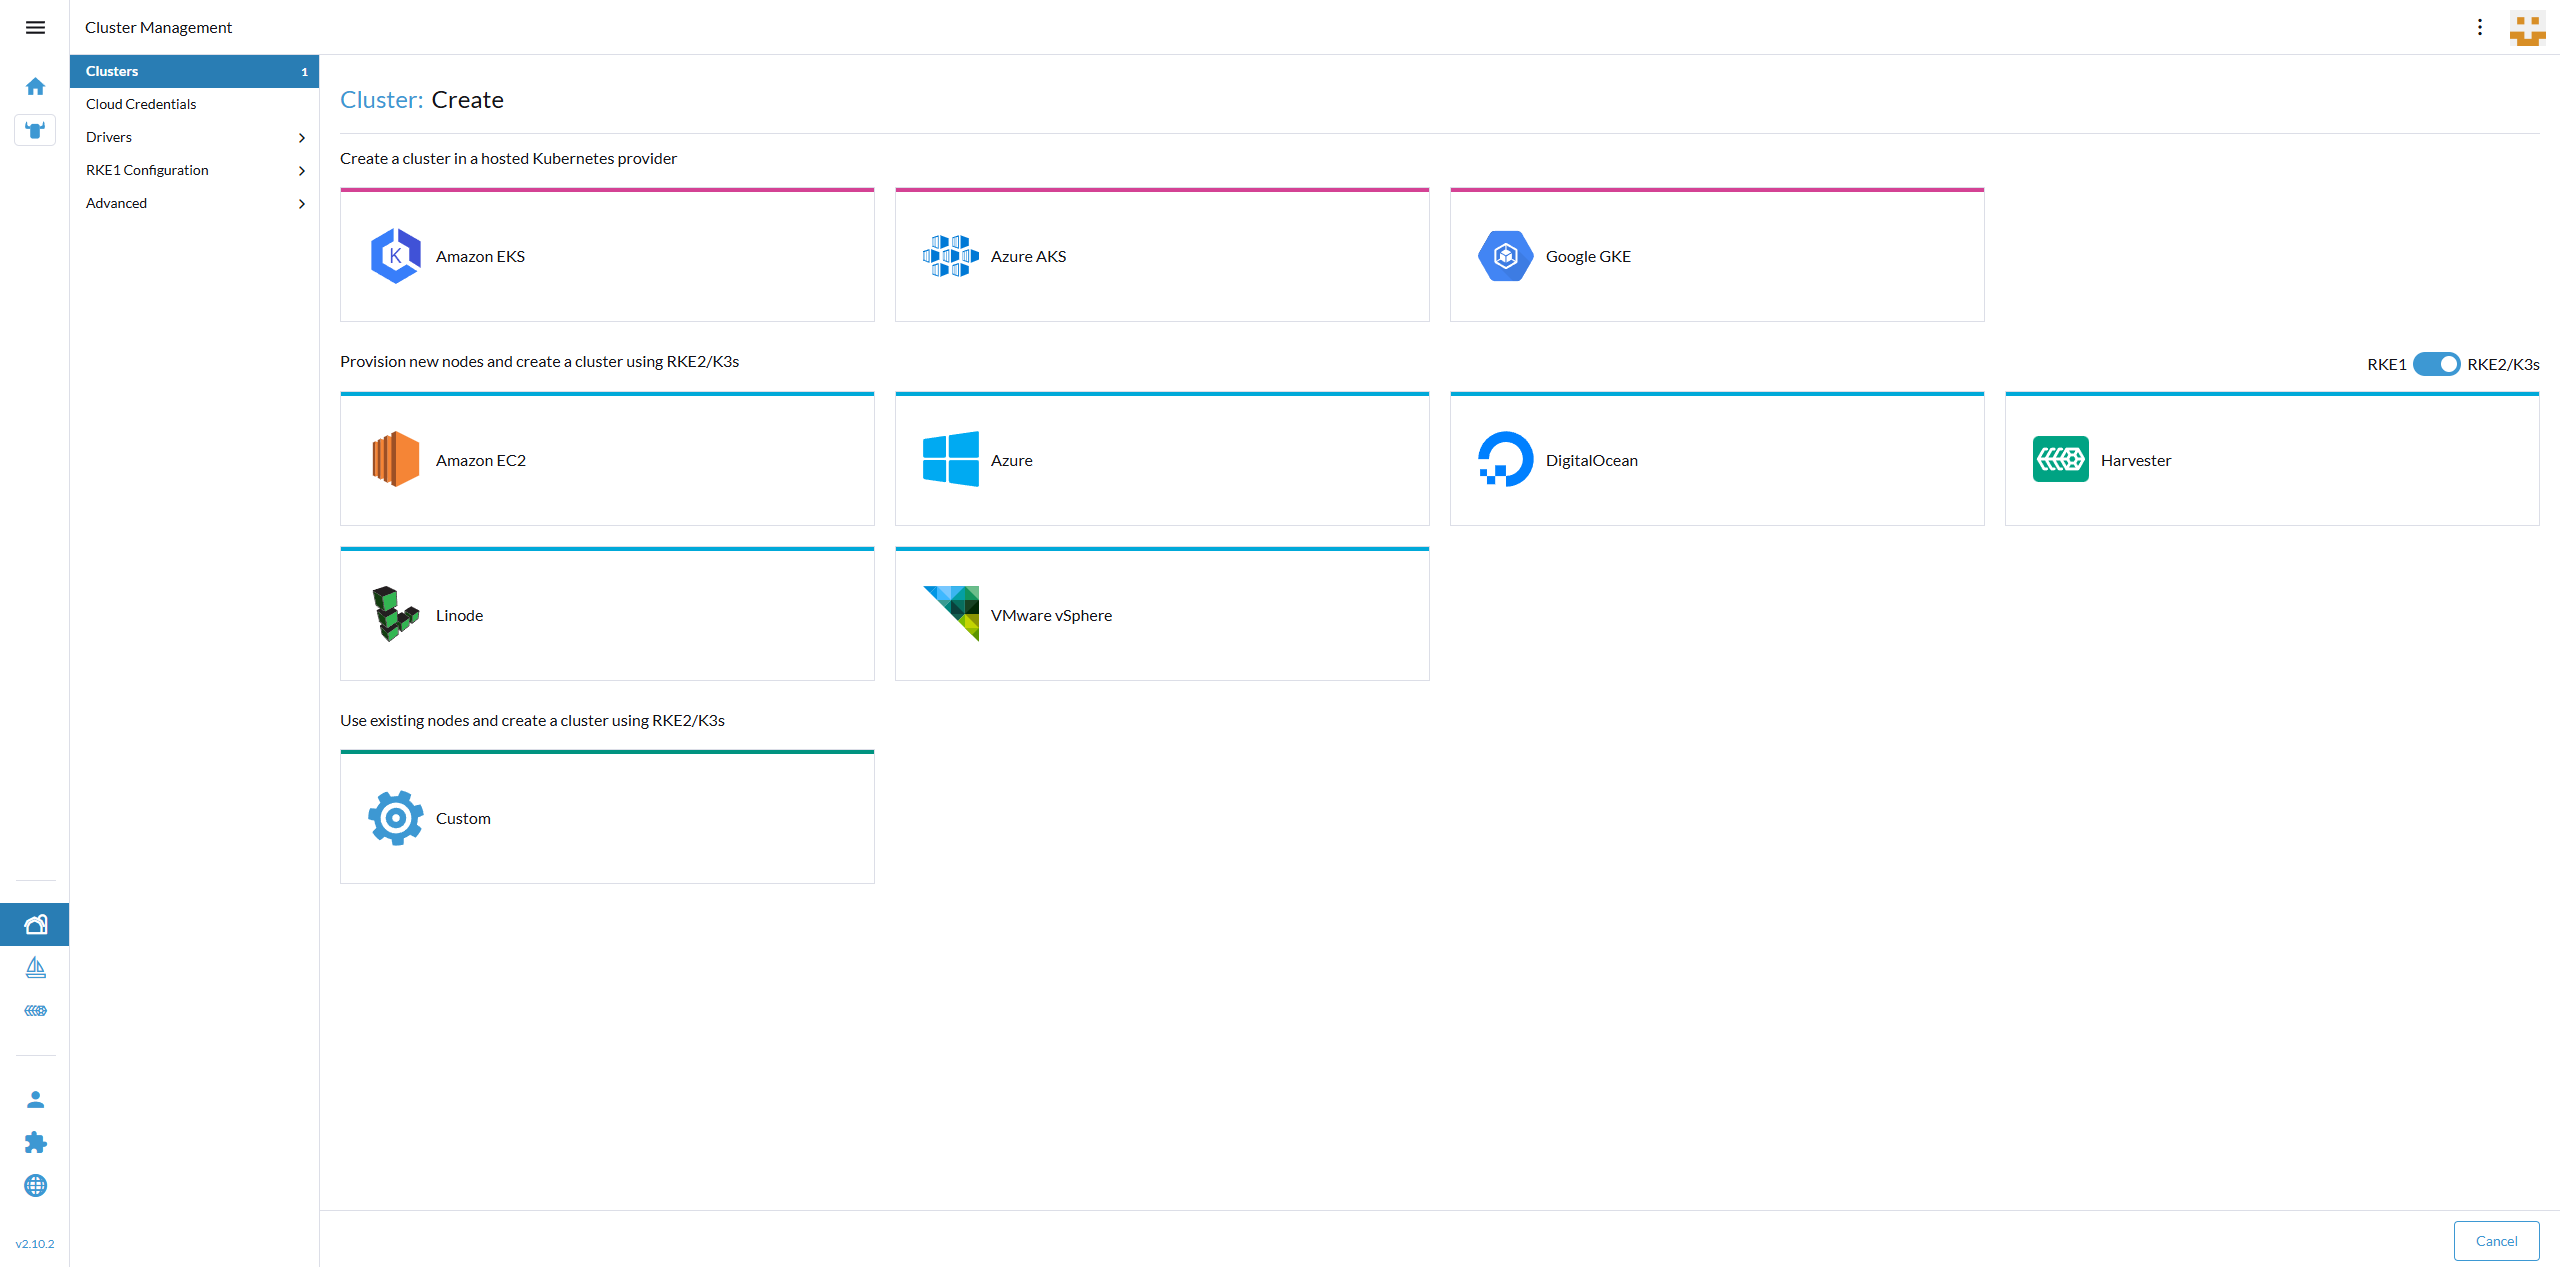 Cluster Management
Clusters 1
Cloud Credentials
Drivers
RKE1 Configuration
Advanced
Cluster: Create
Create a cluster in a hosted Kubernetes provider
Amazon EKS
Azure AKS
Google GKE
Provision new nodes and create a cluster using RKE2/K3s
RKE1 RKE2/K3s
Amazon EC2
Azure
DigitalOcean
Harvester
Linode
VMware vSphere
Use existing nodes and create a cluster using RKE2/K3s
Custom
v2.10.2
Cancel